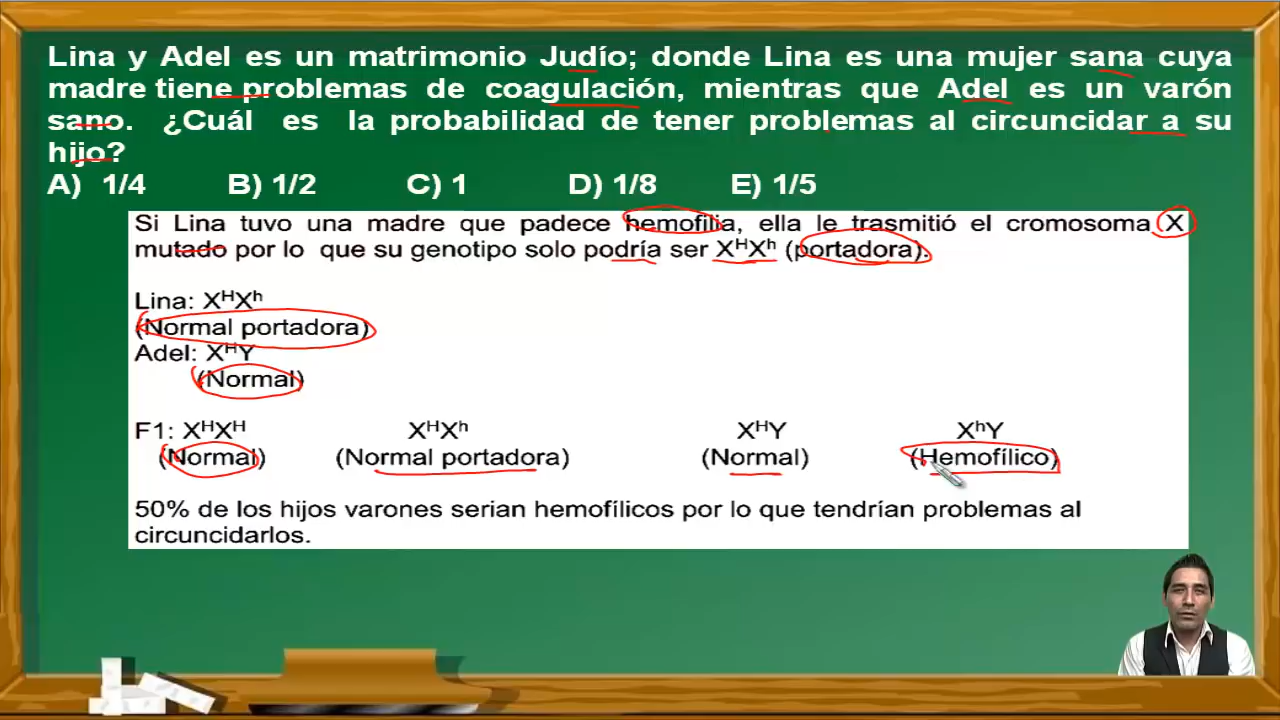 Lina y Adel es un matrimonio Judío; donde Lina es una mujer sana cuya
madre tiene problemas de coagulación, mientras que Adel es un varón
sano. ¿Cuál es la probabilidad de tener problemas al circuncidar a su
hijo?
A) 1/4 B) 1/2 C) 1 D) 1/8 E) 1/5
Si Lina tuvo una madre que padece hemofilia, ella le trasmitió el cromosoma X
mutado por lo que su genotipo solo podría ser XᴴXʰ (portadora).
Lina: XᴴXʰ
(Normal portadora)
Adel: XᴴY
(Normal)
F1: XᴴXᴴ XᴴXʰ XᴴY XʰY
(Normal) (Normal portadora) (Normal) (Hemofílico)
50% de los hijos varones serian hemofílicos por lo que tendrían problemas al
circuncidarlos.